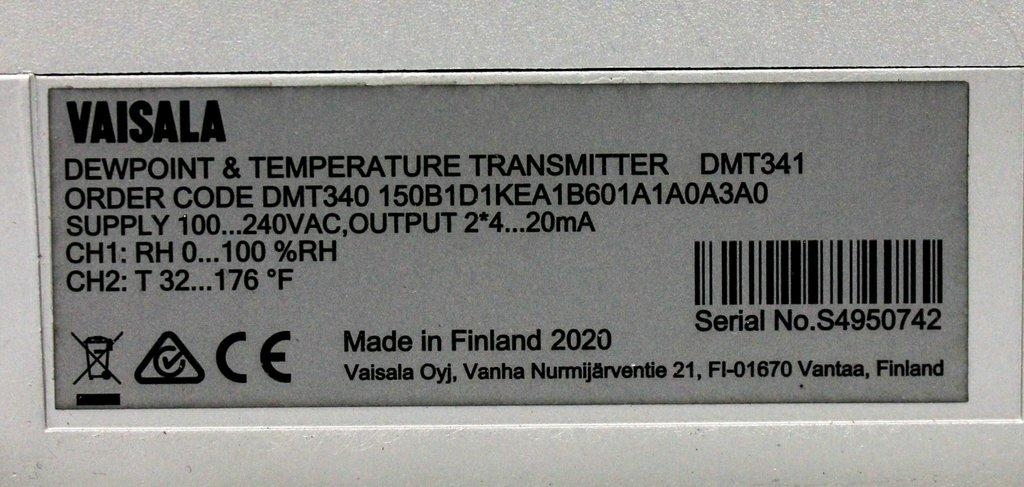 VAISALA
DEWPOINT & TEMPERATURE TRANSMITTER DMT341
ORDER CODE DMT340 150B1D1KEA1B601A1A0A3A0
SUPPLY 100...240VAC,OUTPUT 2*4...20mA
CH1: RH 0...100 %RH
CH2: T 32...176 °F
Serial No.S4950742
CE
Made in Finland 2020
Vaisala Oyj, Vanha Nurmijärventie 21, FI-01670 Vantaa, Finland